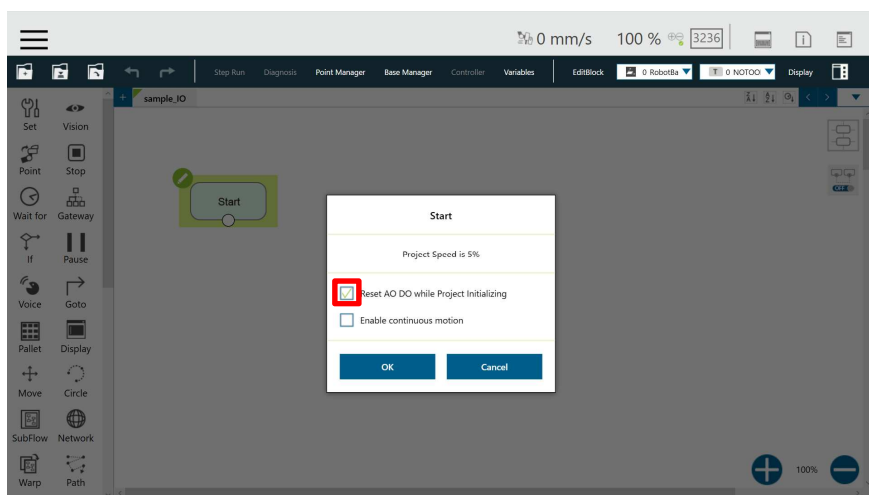 0 mm/s 100 % 3236
Step Run Diagnosis Point Manager Base Manager Controller Variables EditBlock 0 RobotBa T 0 NOTOO Display
+ sample_IO
Set Vision
Point Stop
Wait for Gateway
If Pause
Voice Goto
Pallet Display
Move Circle
SubFlow Network
Warp Path
Start
Start
Project Speed is 5%
Reset AO DO while Project Initializing
Enable continuous motion
OK Cancel
OFF
100%